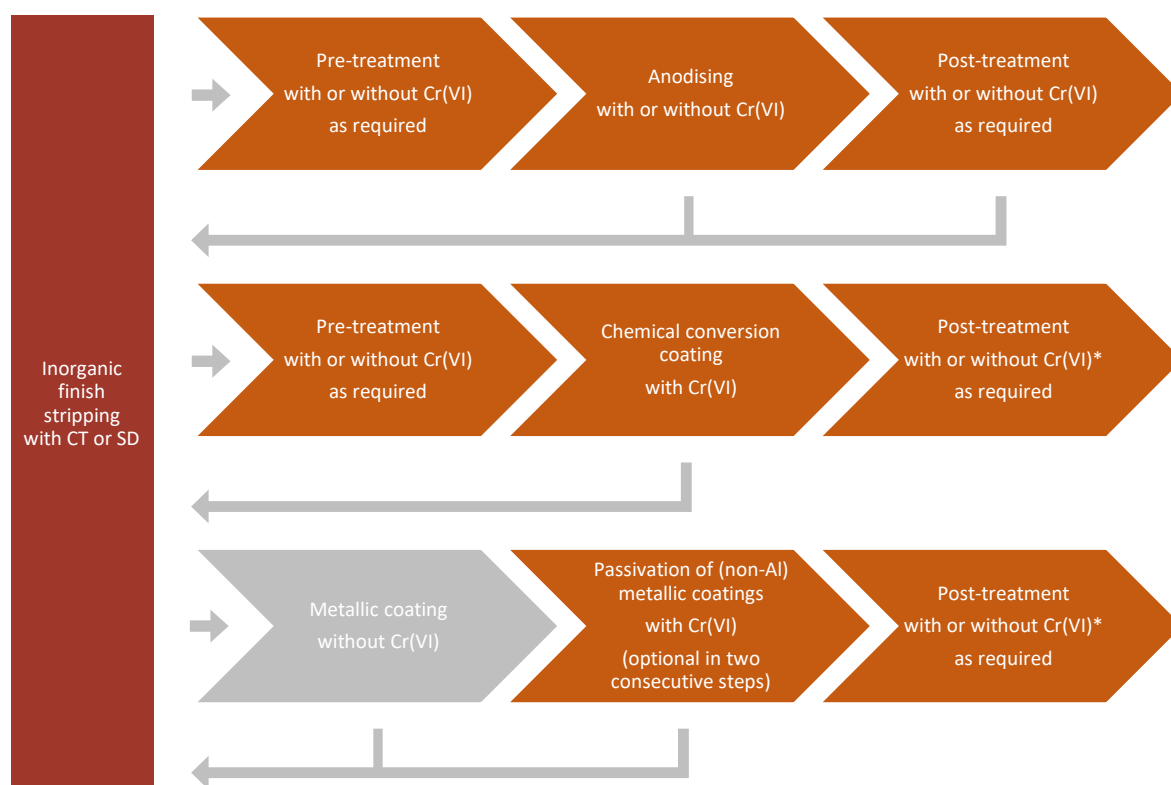 Pre-treatment
with or without Cr(VI)
as required
Anodising
with or without Cr(VI)
Post-treatment
with or without Cr(VI)
as required
Inorganic
finish
stripping
with CT or SD
Pre-treatment
with or without Cr(VI)
as required
Chemical conversion
coating
with Cr(VI)
Post-treatment
with or without Cr(VI)*
as required
Metallic coating
without Cr(VI)
Passivation of (non-Al)
metallic coatings
with Cr(VI)
(optional in two
consecutive steps)
Post-treatment
with or without Cr(VI)*
as required